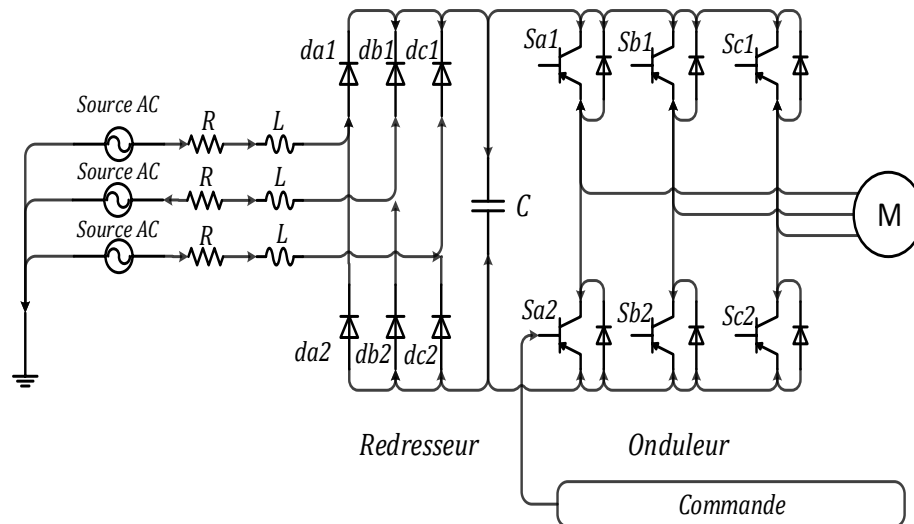 da1
db1
dc1
Sa1
Sb1
Sc1
Source AC
R
L
Source AC
R
L
Source AC
R
L
C
M
da2
db2
dc2
Sa2
Sb2
Sc2
Redresseur
Onduleur
Commande